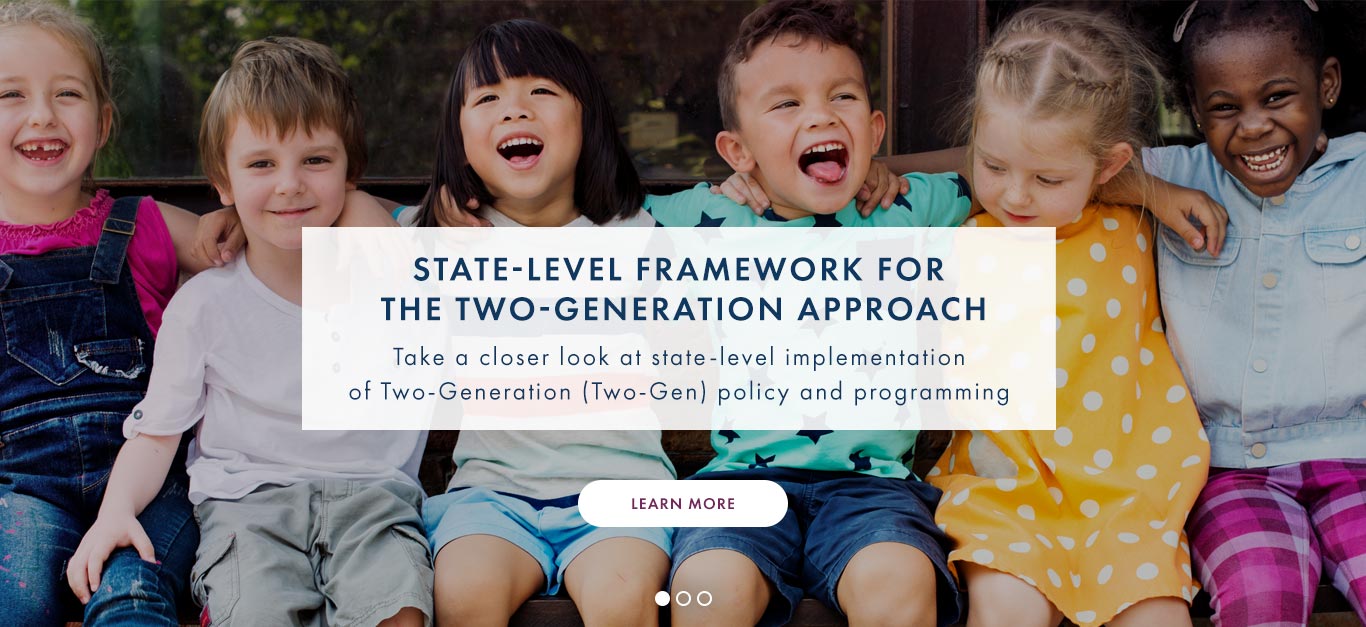 STATE-LEVEL FRAMEWORK FOR
THE TWO-GENERATION APPROACH
Take a closer look at state-level implementation
of Two-Generation (Two-Gen) policy and programming
LEARN MORE